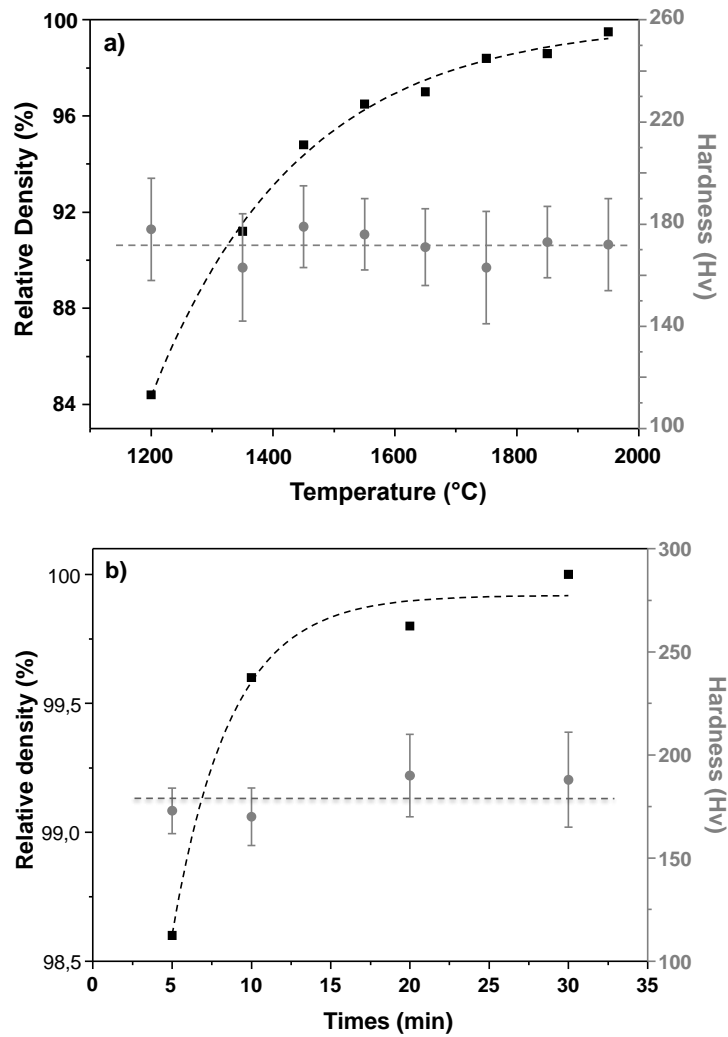 a)
100
96
92
88
84
Relative Density (%)
260
220
180
140
100
Hardness (Hv)
1200 1400 1600 1800 2000
Temperature (°C)
b)
100
99,5
99,0
98,5
Relative density (%)
300
250
200
150
100
Hardness (Hv)
0 5 10 15 20 25 30 35
Times (min)